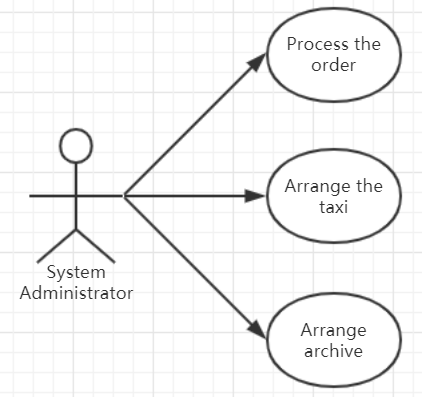 Process the
order
Arrange the
taxi
System
Administrator
Arrange
archive